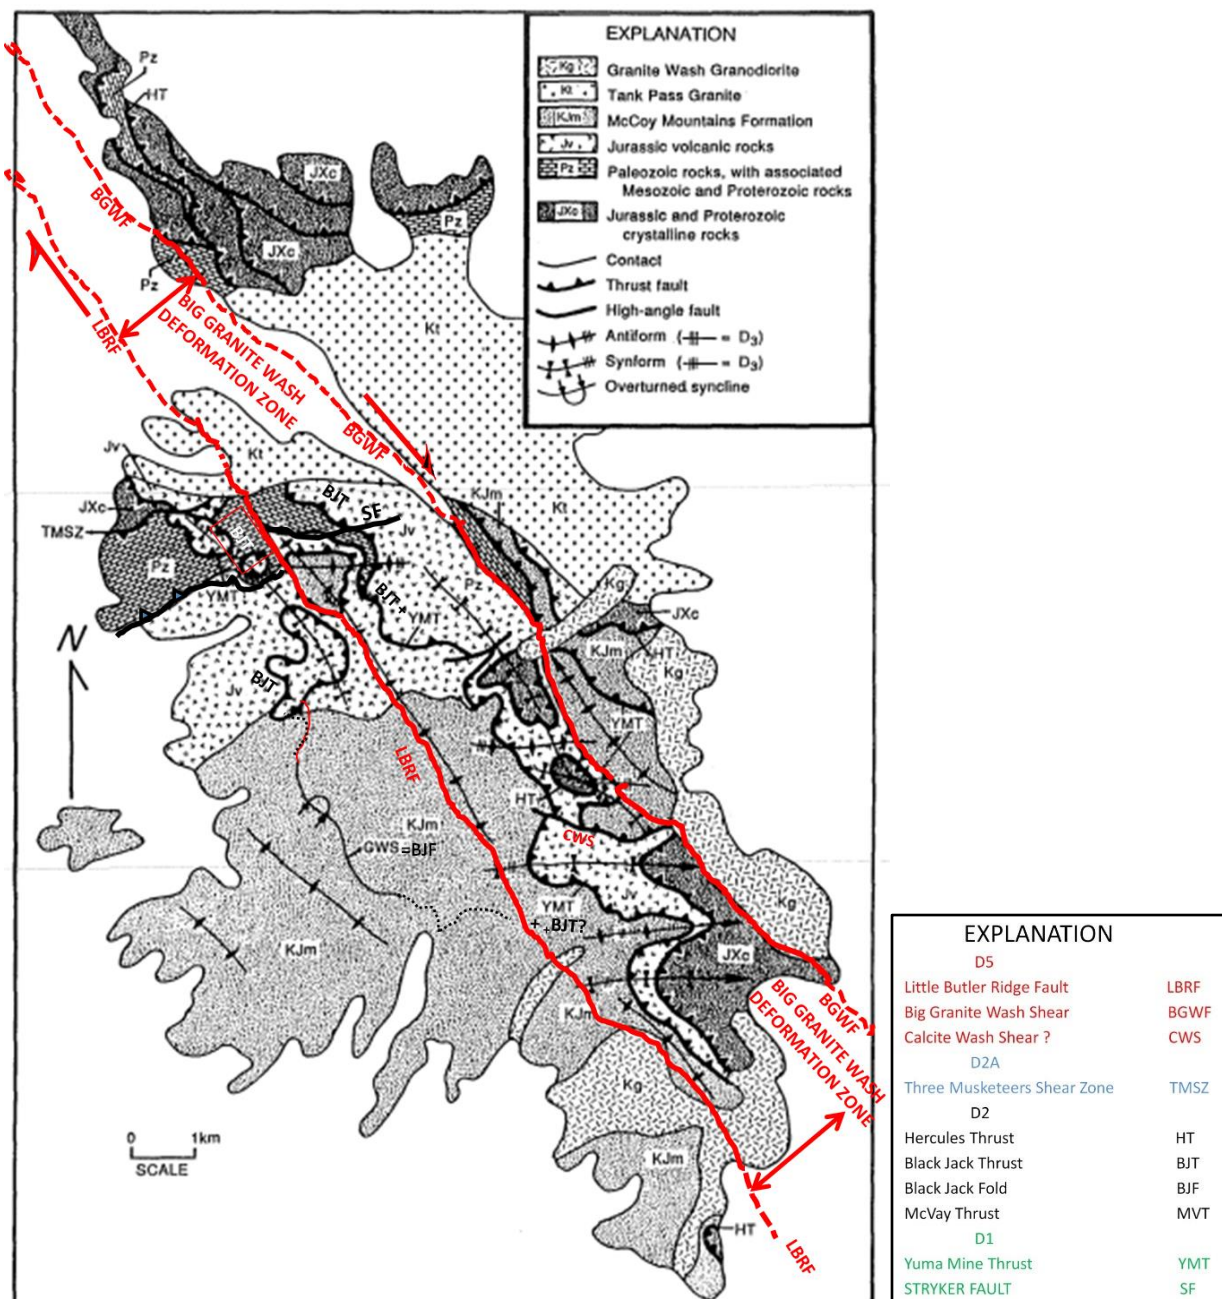 EXPLANATION
Kg Granite Wash Granodiorite
Kt Tank Pass Granite
KJm McCoy Mountains Formation
Jv Jurassic volcanic rocks
Pz Paleozoic rocks, with associated
Mesozoic and Proterozoic rocks
JXc Jurassic and Proterozoic
crystalline rocks
Contact
Thrust fault
High-angle fault
Antiform ( = D3)
Synform ( = D3)
Overturned syncline
Pz
HT
JXc
BGWF
Pz
JXc
Pz
BIG GRANITE WASH
DEFORMATION ZONE
LBRF
Kt
BGWF
Kt
Jv
BJT
KJm
JXc
SF
Kt
TMSZ
Jv
Pz
Pz
Kg
YMT
BJT +
YMT
JXc
N
KJm
HT
Kg
BJT
Jv
YMT
LBRF
HT
KJm
CWS
GWS =BJF
Kg
YMT
Jv
+ +BJT?
KJm
JXc
BGWF
KJm
BIG GRANITE WASH
DEFORMATION ZONE
Kg
0 1km
SCALE
KJm
HT
LBRF
EXPLANATION
D5
Little Butler Ridge Fault LBRF
Big Granite Wash Shear BGWF
Calcite Wash Shear ? CWS
D2A
Three Musketeers Shear Zone TMSZ
D2
Hercules Thrust HT
Black Jack Thrust BJT
Black Jack Fold BJF
McVay Thrust MVT
D1
Yuma Mine Thrust YMT
STRYKER FAULT SF